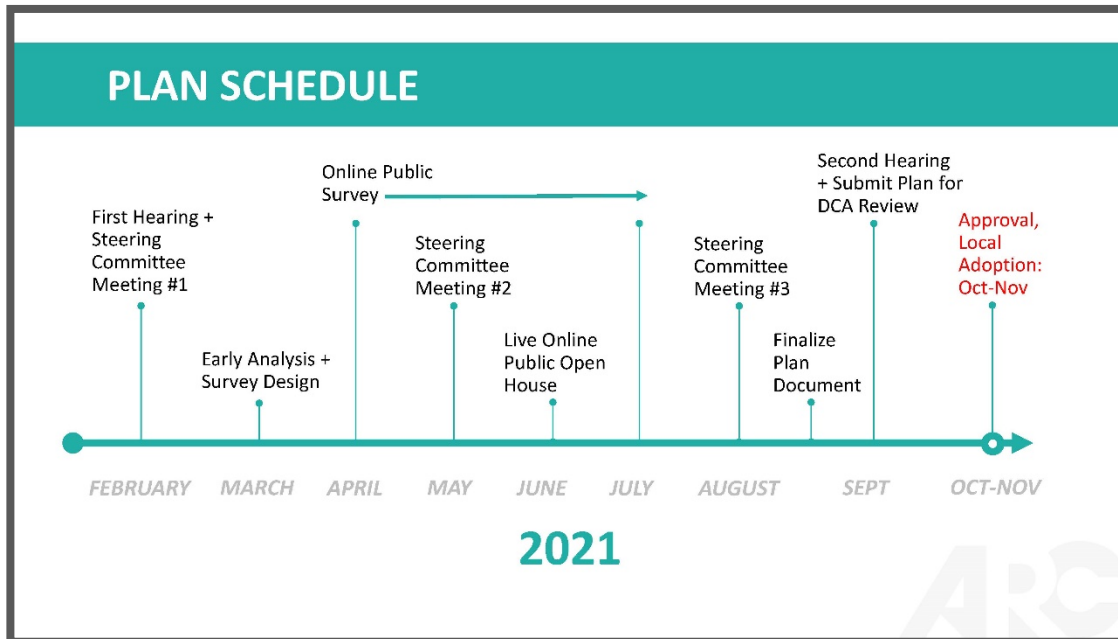 PLAN SCHEDULE
First Hearing +
Steering
Committee
Meeting #1
Early Analysis +
Survey Design
Online Public
Survey
Steering
Committee
Meeting #2
Live Online
Public Open
House
Steering
Committee
Meeting #3
Finalize
Plan
Document
Second Hearing
+ Submit Plan for
DCA Review
Approval,
Local
Adoption:
Oct-Nov
FEBRUARY MARCH APRIL MAY JUNE JULY AUGUST SEPT OCT-NOV
2021
ARC